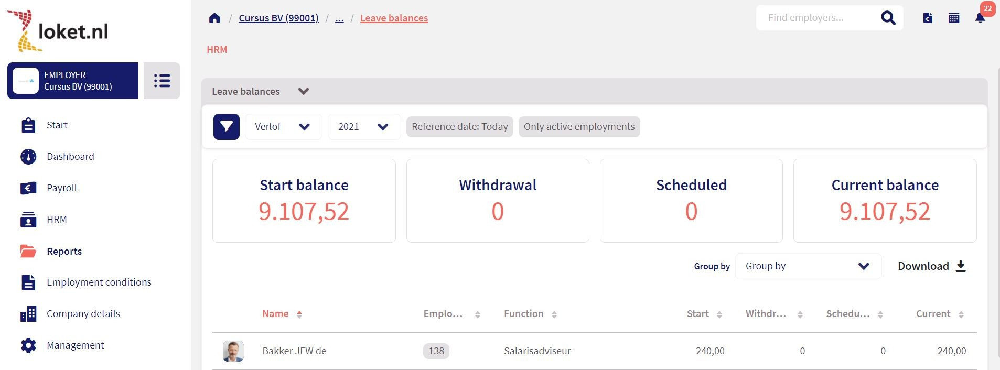 loket.nl
EMPLOYER
Cursus BV (99001)
Start
Dashboard
Payroll
HRM
Reports
Employment conditions
Company details
Management
/ Cursus BV (99001) / ... / Leave balances
Find employers...
22
HRM
Leave balances
Verlof
2021
Reference date: Today
Only active employments
Start balance
9.107,52
Withdrawal
0
Scheduled
0
Current balance
9.107,52
Group by
Group by
Download
Name Emplo... Function Start Withdr... Schedu... Current
Bakker JFW de 138 Salarisadviseur 240,00 0 0 240,00